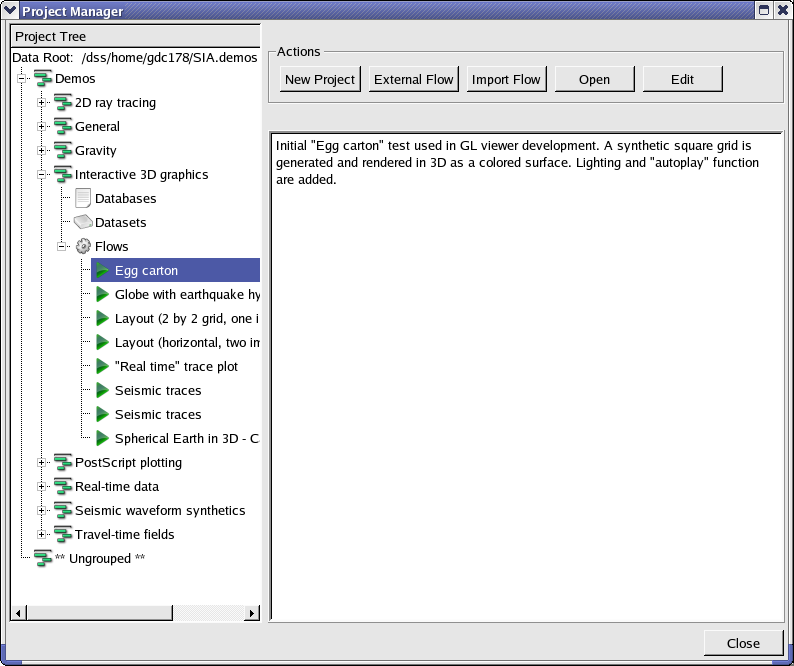 Project Manager
Project Tree
Data Root: /dss/home/gdc178/SIA.demos
Demos
2D ray tracing
General
Gravity
Interactive 3D graphics
Databases
Datasets
Flows
Egg carton
Globe with earthquake hy
Layout (2 by 2 grid, one i
Layout (horizontal, two im
"Real time" trace plot
Seismic traces
Seismic traces
Spherical Earth in 3D - C
PostScript plotting
Real-time data
Seismic waveform synthetics
Travel-time fields
** Ungrouped **
Actions
New Project External Flow Import Flow Open Edit
Initial "Egg carton" test used in GL viewer development. A synthetic square grid is
generated and rendered in 3D as a colored surface. Lighting and "autoplay" function
are added.
Close